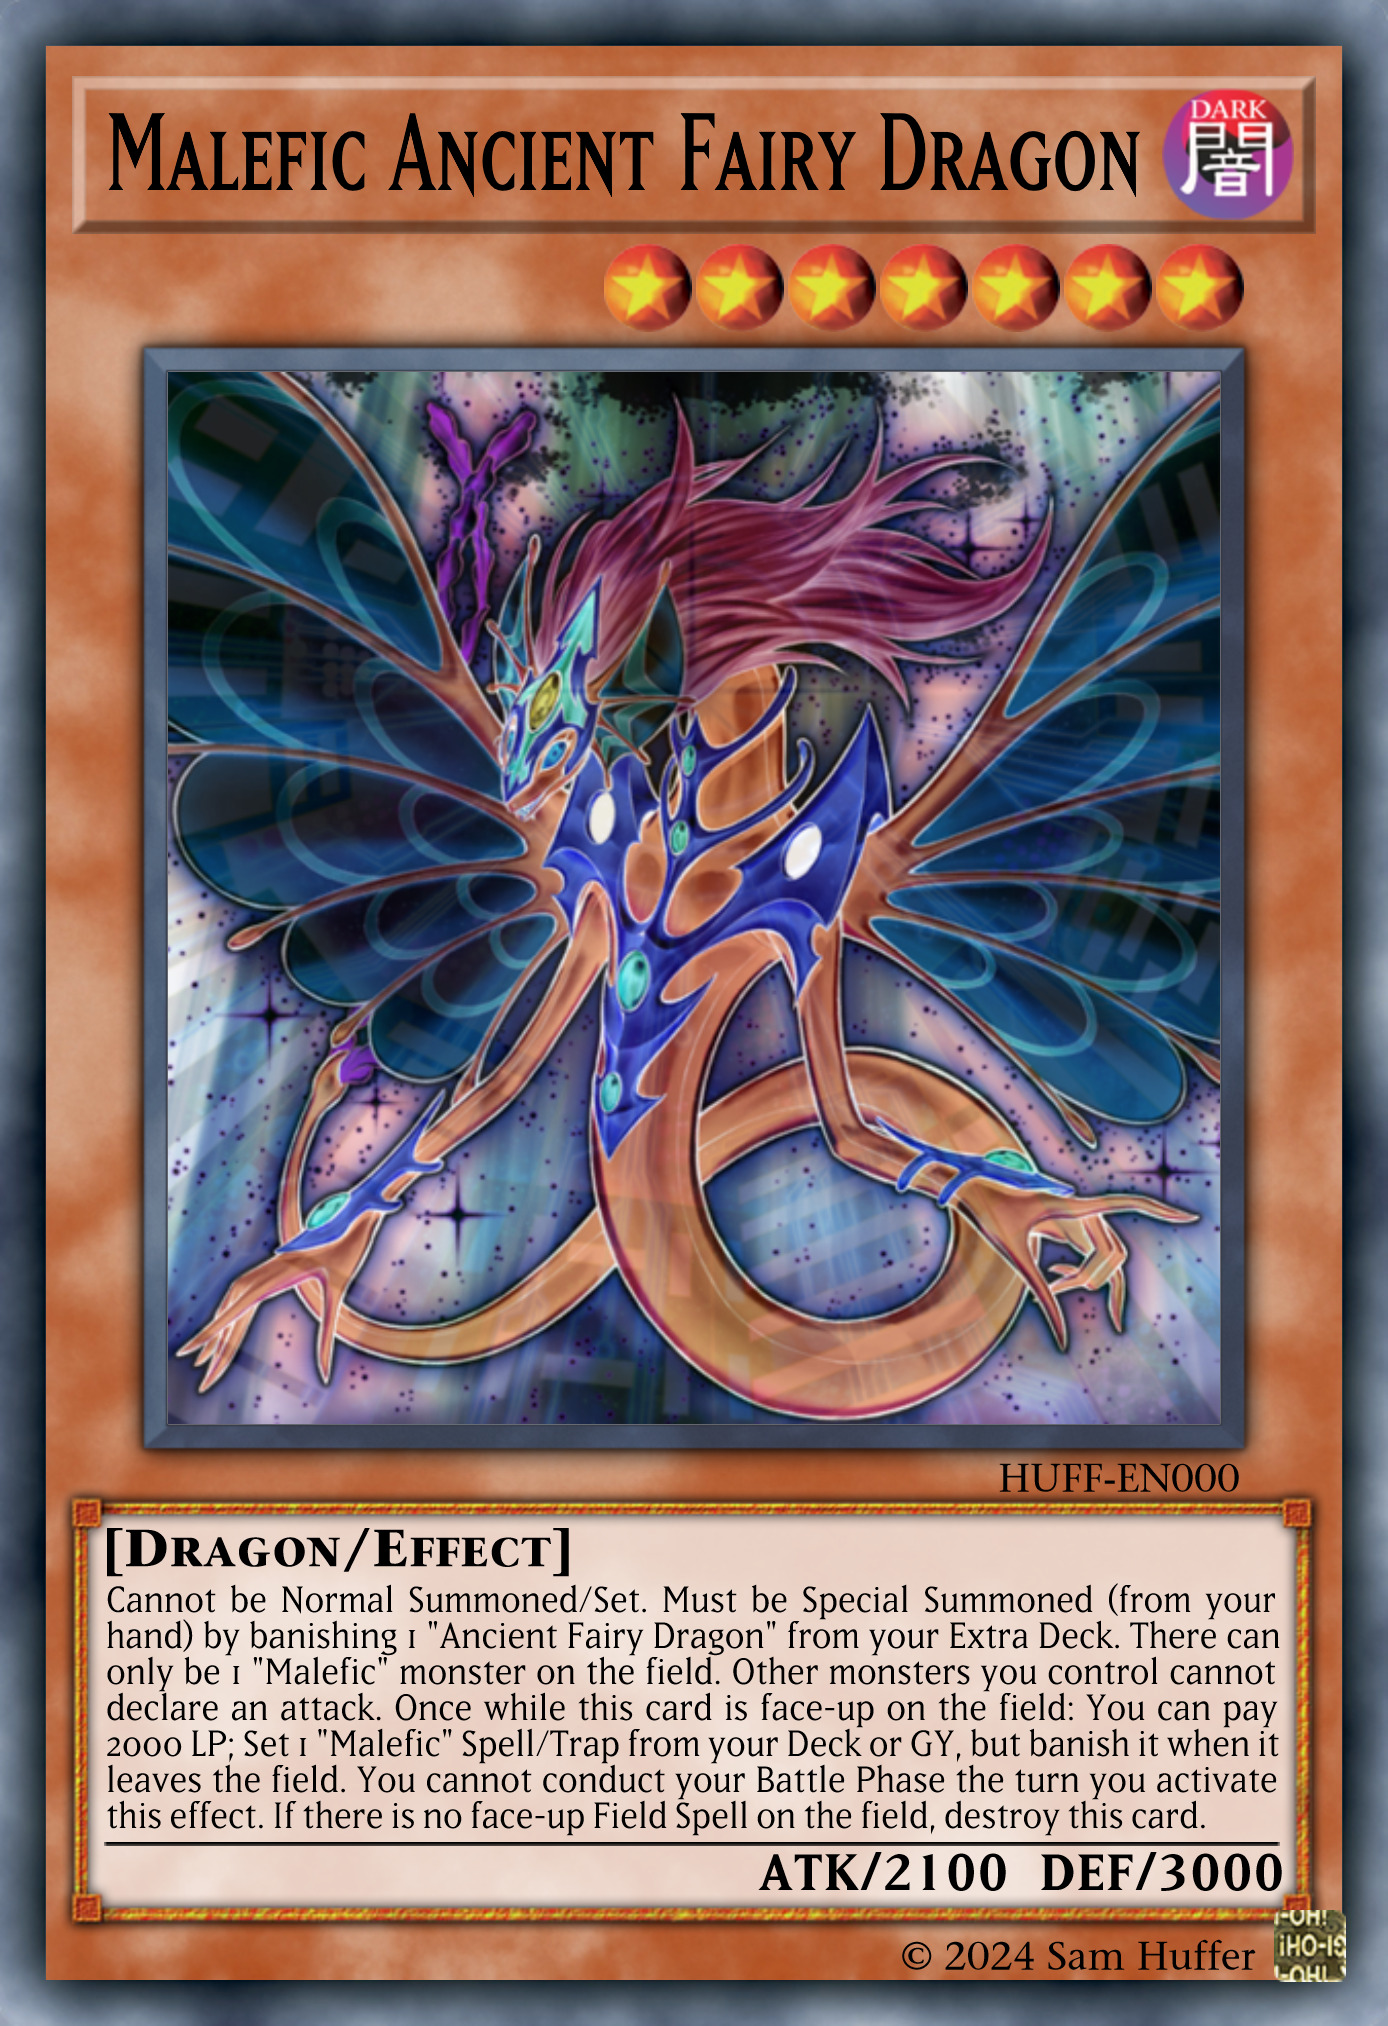 Malefic Ancient Fairy Dragon
DARK
闇
HUFF-EN000
[Dragon/Effect]
Cannot be Normal Summoned/Set. Must be Special Summoned (from your
hand) by banishing 1 "Ancient Fairy Dragon" from your Extra Deck. There can
only be 1 "Malefic" monster on the field. Other monsters you control cannot
declare an attack. Once while this card is face-up on the field: You can pay
2000 LP; Set 1 "Malefic" Spell/Trap from your Deck or GY, but banish it when it
leaves the field. You cannot conduct your Battle Phase the turn you activate
this effect. If there is no face-up Field Spell on the field, destroy this card.
ATK/2100 DEF/3000
© 2024 Sam Huffer
-OH!